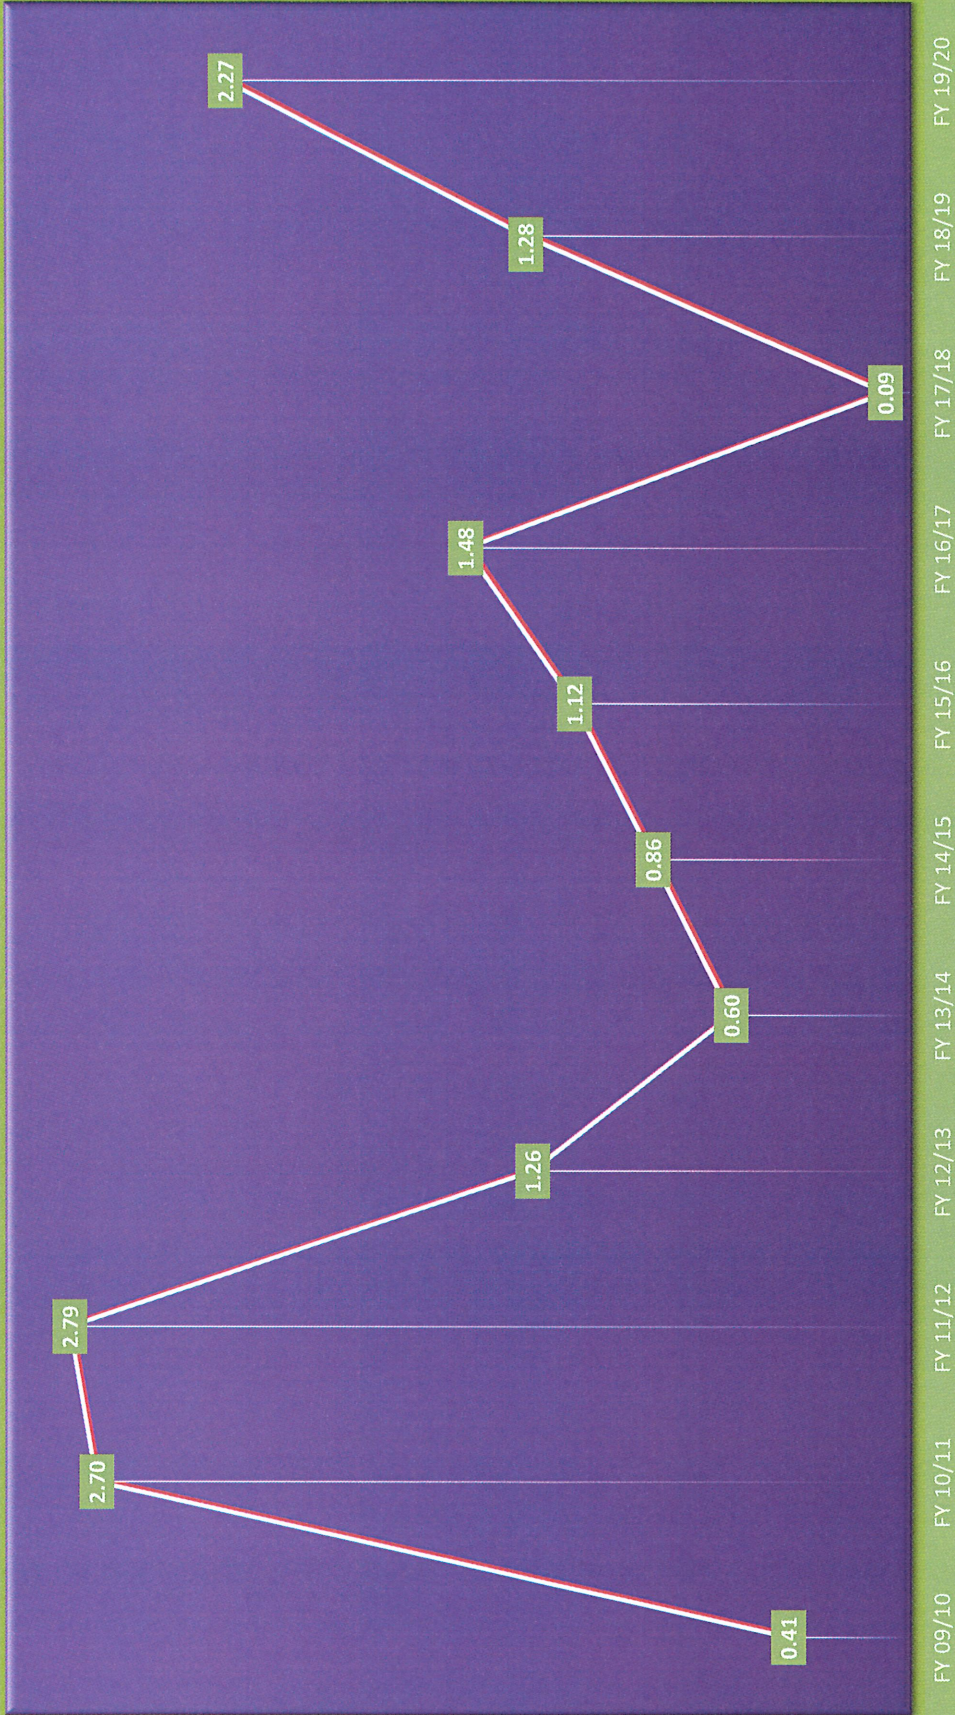 0.41
2.70
2.79
1.26
0.60
0.86
1.12
1.48
0.09
1.28
2.27
FY 09/10
FY 10/11
FY 11/12
FY 12/13
FY 13/14
FY 14/15
FY 15/16
FY 16/17
FY 17/18
FY 18/19
FY 19/20